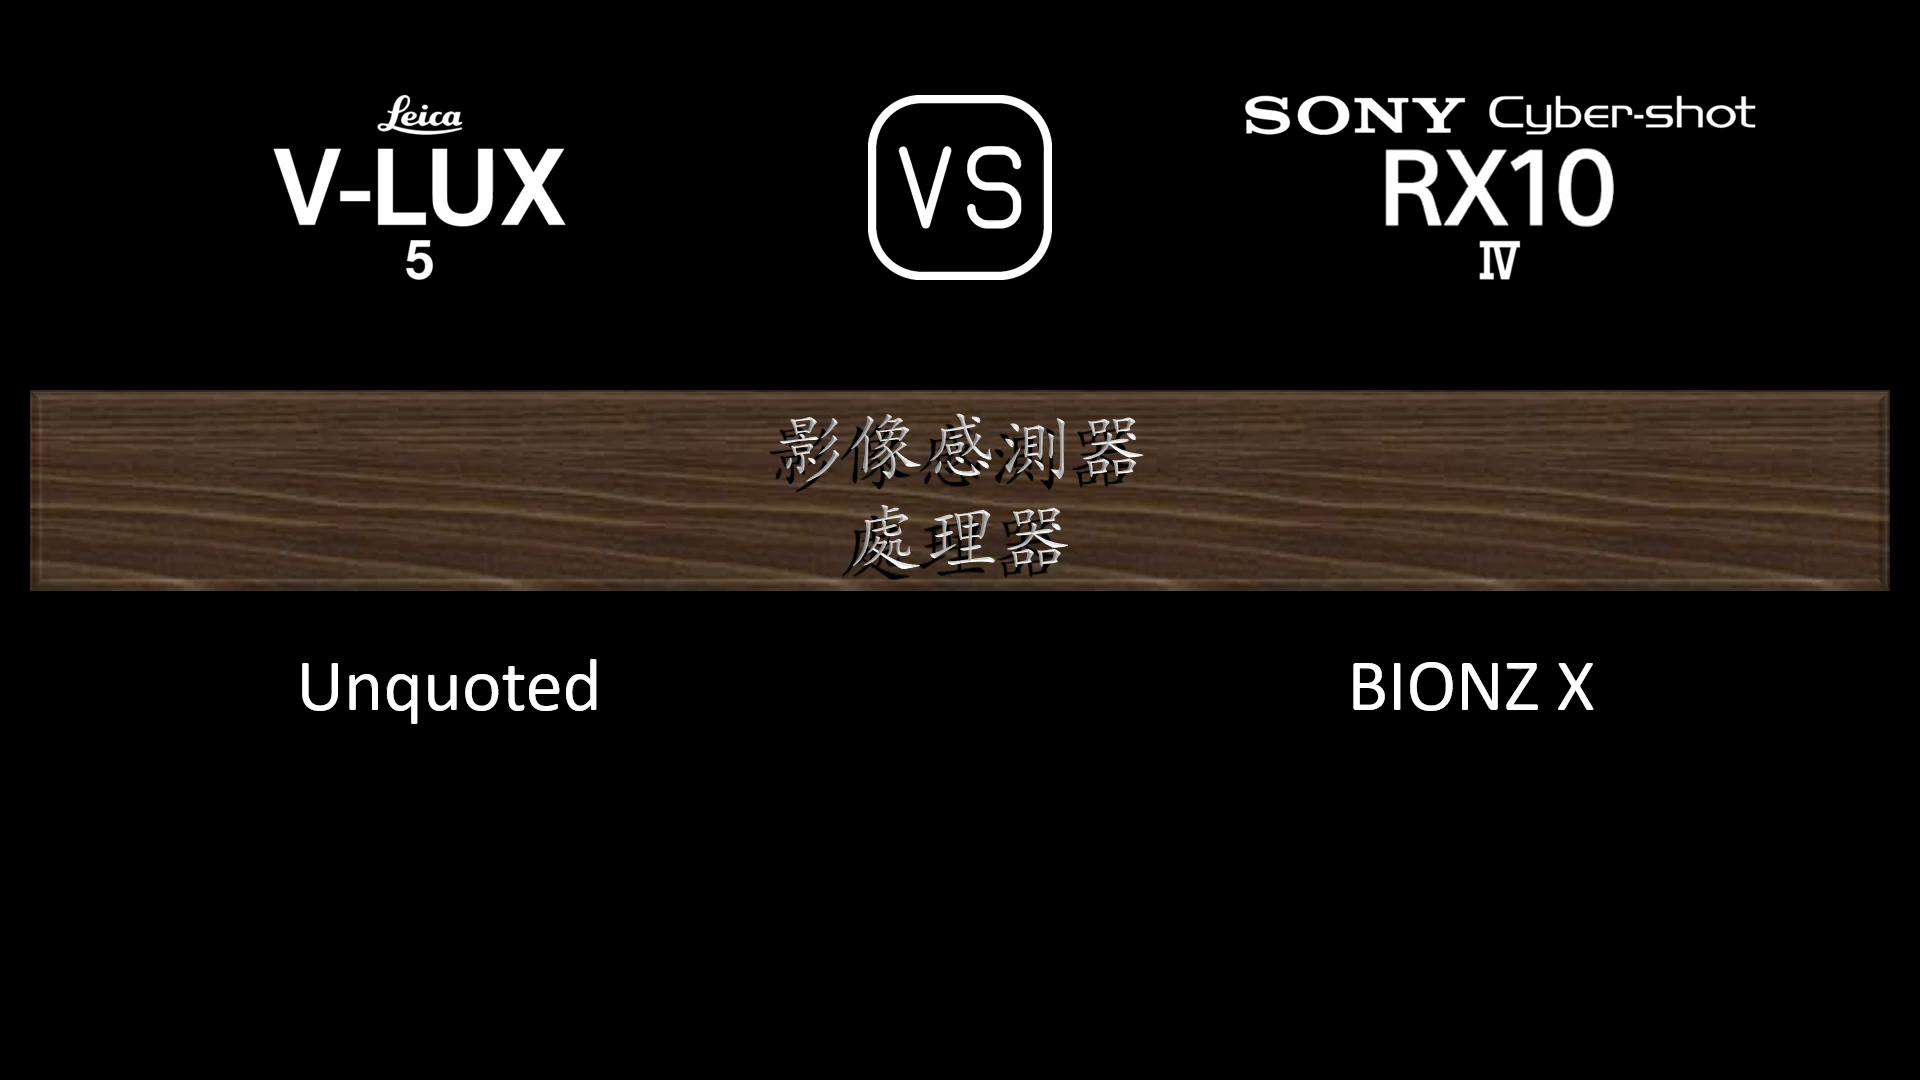 Leica
V-LUX
5
VS
SONY Cyber-shot
RX10
IV
影像感測器
處理器
Unquoted
BIONZ X